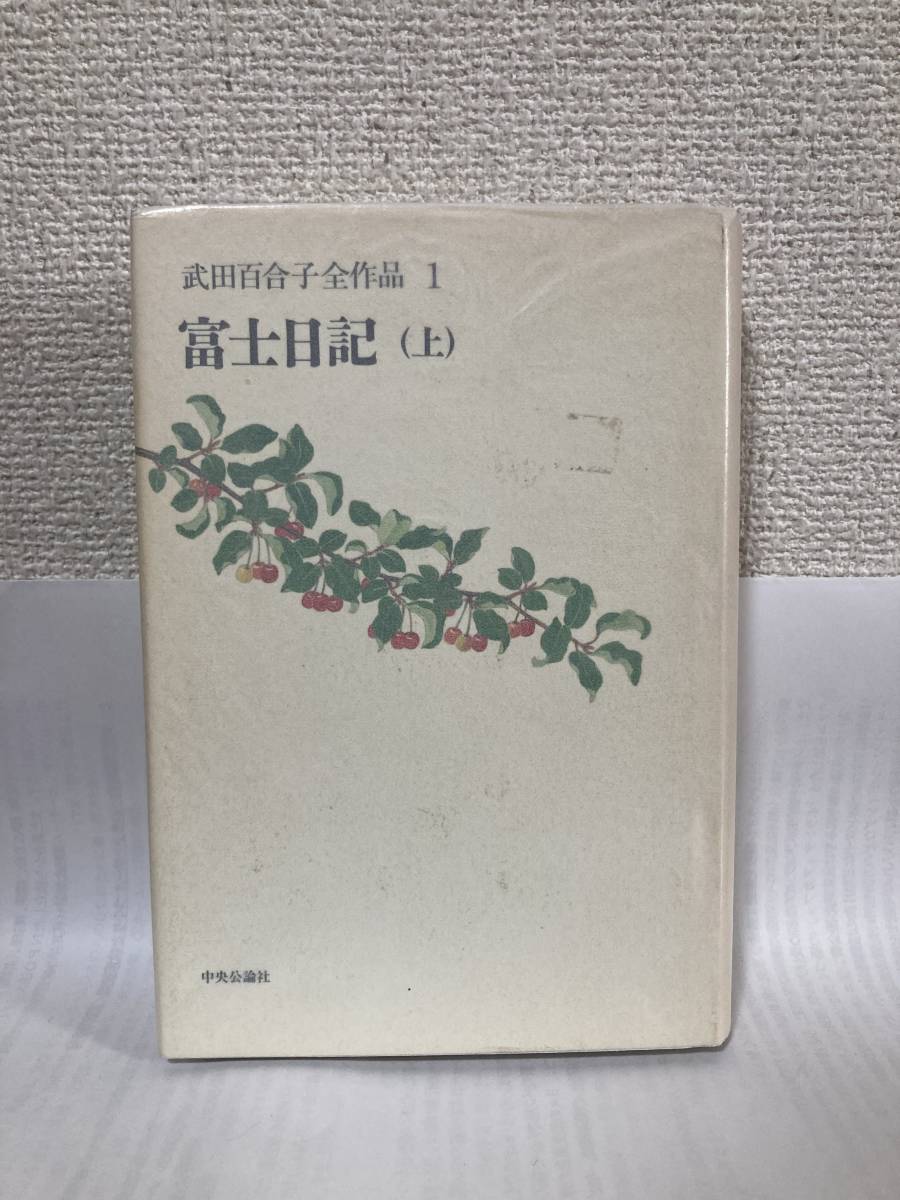 武田百合子全作品 1
富士日記 (上)
中央公論社